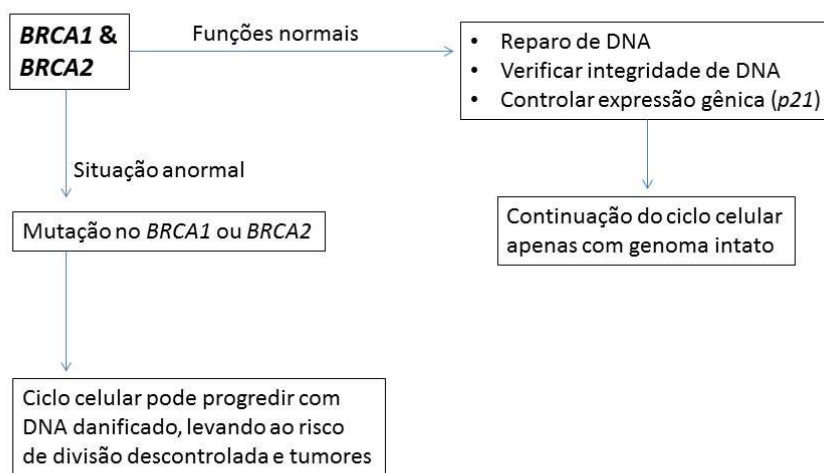 BRCA1 &
BRCA2
Funções normais
• Reparo de DNA
• Verificar integridade de DNA
• Controlar expressão gênica (p21)
Situação anormal
Mutação no BRCA1 ou BRCA2
Continuação do ciclo celular
apenas com genoma intato
Ciclo celular pode progredir com
DNA danificado, levando ao risco
de divisão descontrolada e tumores